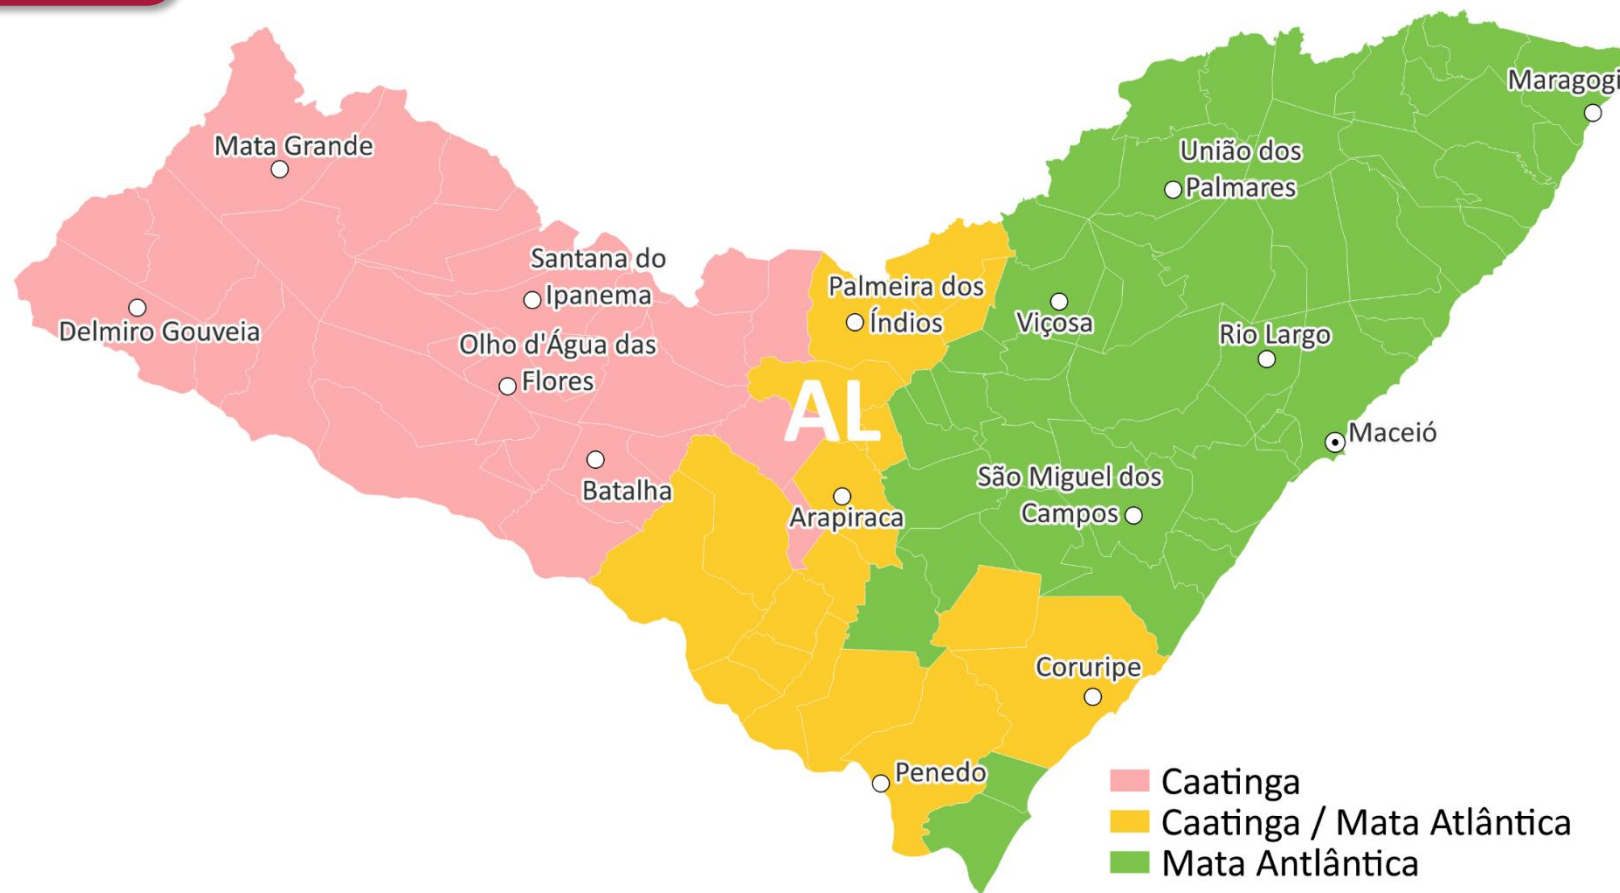 Maragogi
Mata Grande
União dos
Palmares
Santana do
Ipanema
Palmeira dos
Índios
Viçosa
Delmiro Gouveia
Olho d'Água das
Flores
Rio Largo
AL
Maceió
Batalha
São Miguel dos
Campos
Arapiraca
Coruripe
Penedo
Caatinga
Caatinga / Mata Atlântica
Mata Antlântica